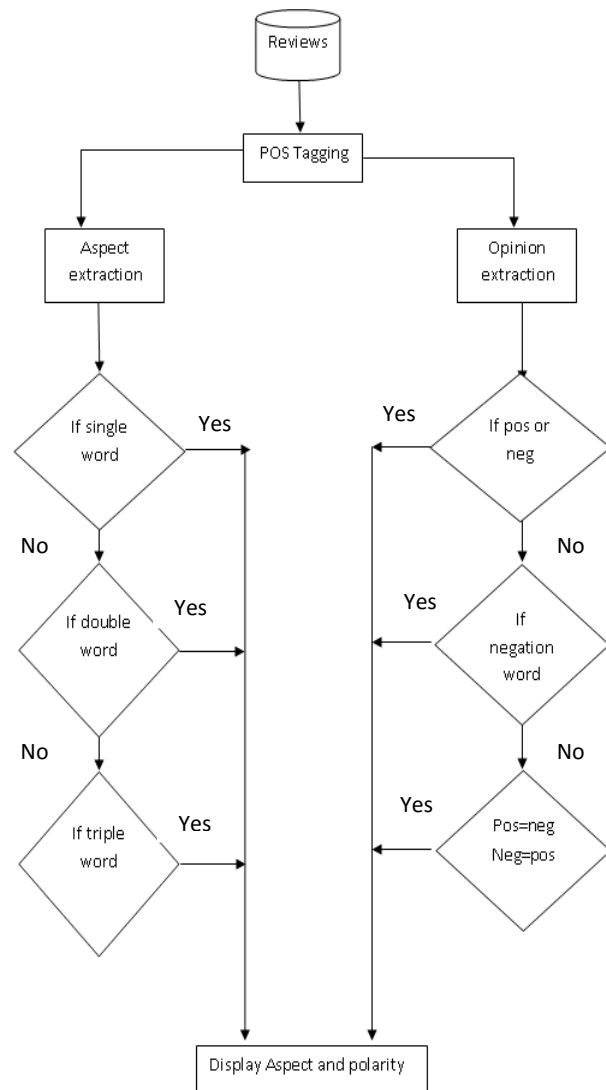 Reviews
POS Tagging
Aspect
extraction
Opinion
extraction
If single
word
Yes
Yes
If pos or
neg
No
No
If double
word
Yes
Yes
If
negation
word
No
No
If triple
word
Yes
Yes
Pos=neg
Neg=pos
Display Aspect and polarity